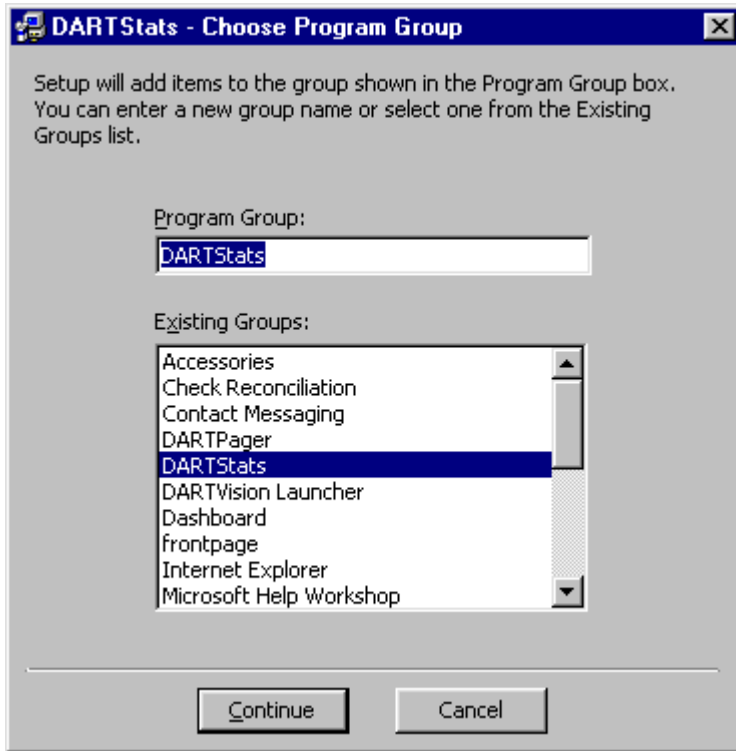 DARTStats - Choose Program Group
Setup will add items to the group shown in the Program Group box.
You can enter a new group name or select one from the Existing
Groups list.
Program Group:
DARTStats
Existing Groups:
Accessories
Check Reconciliation
Contact Messaging
DARTPager
DARTStats
DARTVision Launcher
Dashboard
frontpage
Internet Explorer
Microsoft Help Workshop
Continue
Cancel